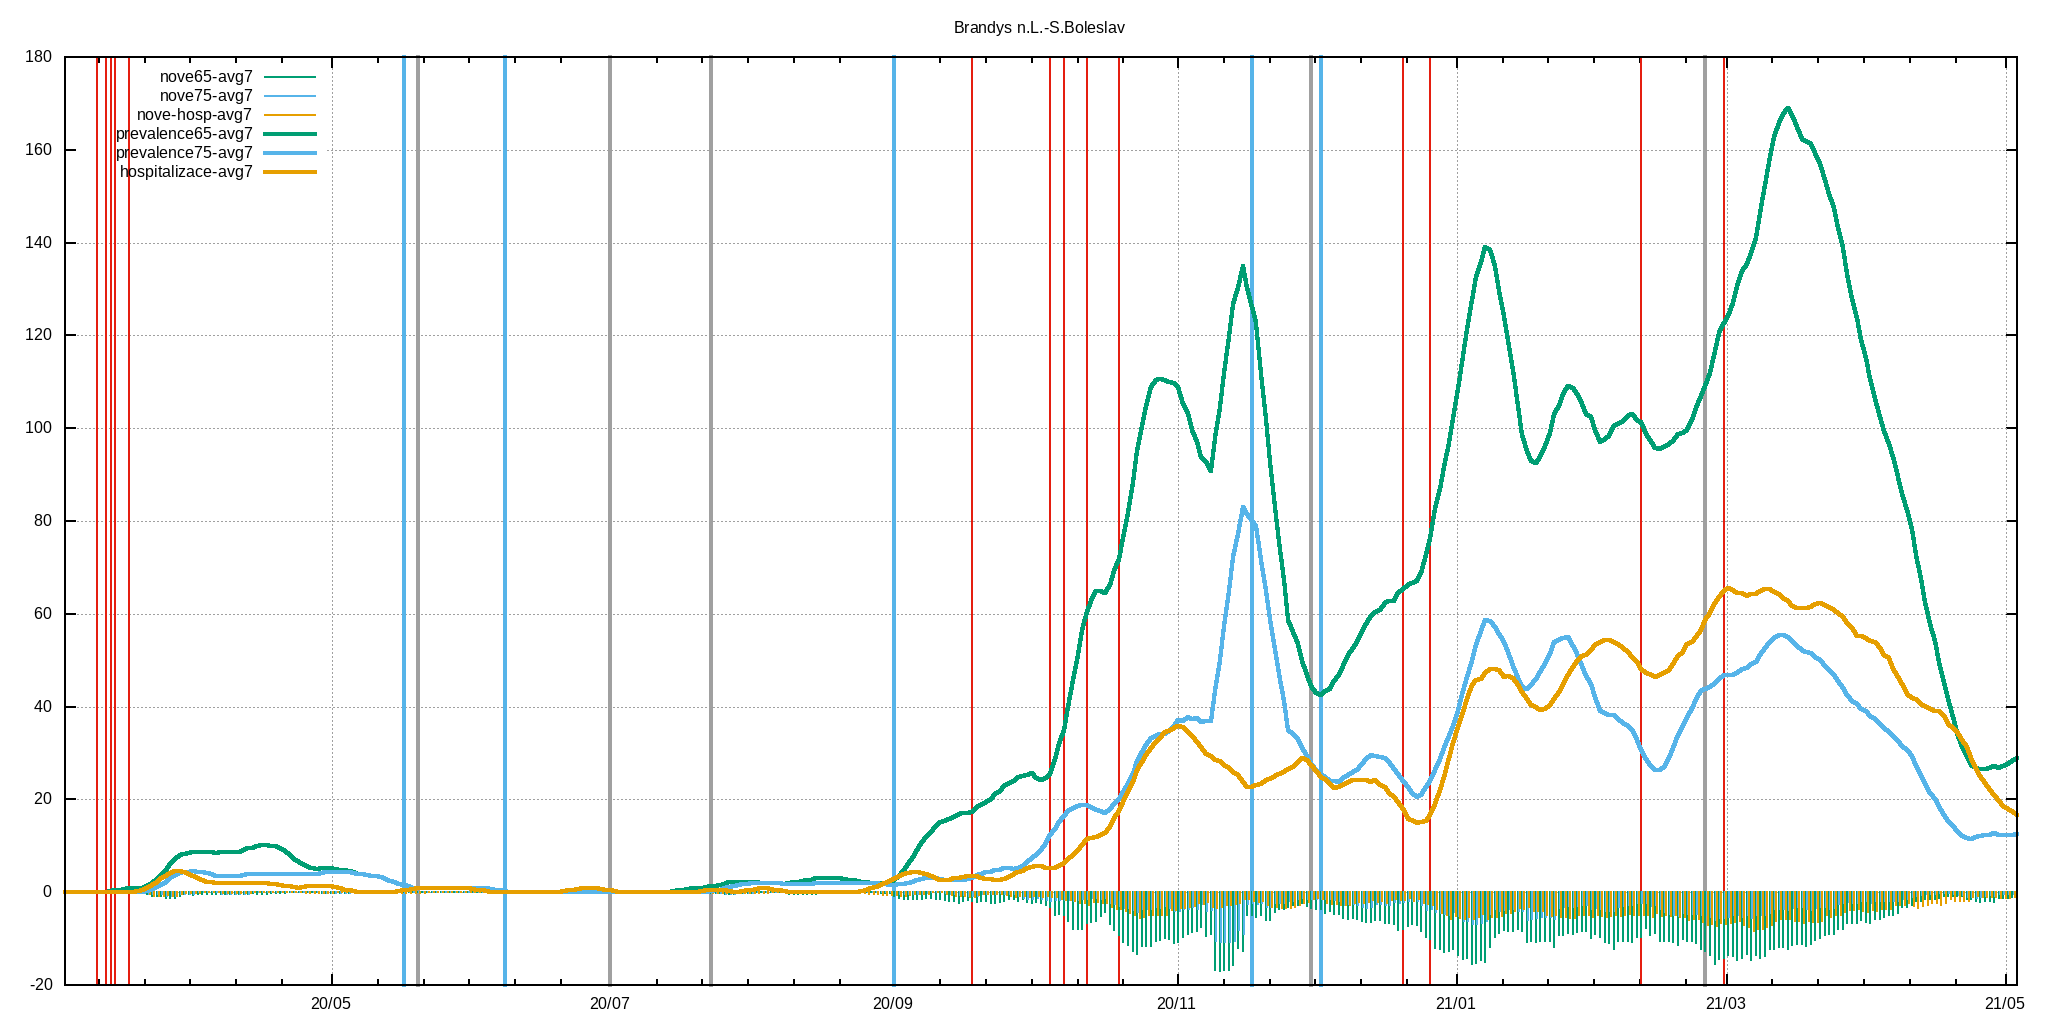 Brandys n.L.-S.Boleslav
180
160
140
120
100
80
60
40
20
0
-20
nove65-avg7
nove75-avg7
nove-hosp-avg7
prevalence65-avg7
prevalence75-avg7
hospitalizace-avg7
20/05
20/07
20/09
20/11
21/01
21/03
21/05